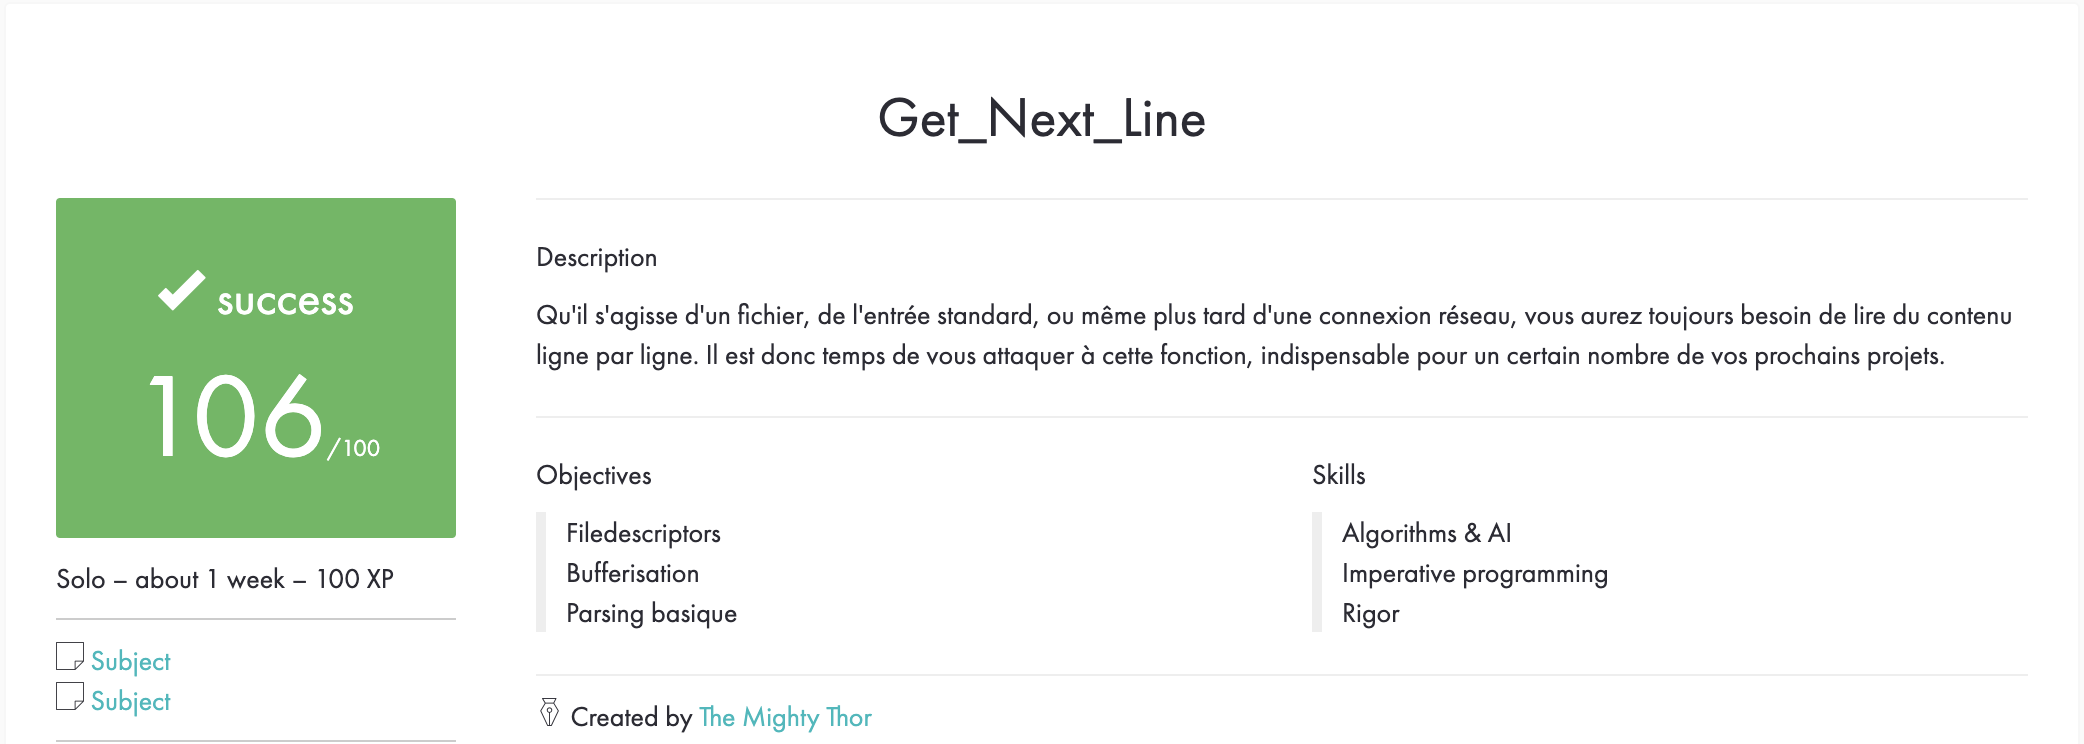 Get_Next_Line
success
106/100
Solo – about 1 week – 100 XP
Subject
Subject
Description
Qu'il s'agisse d'un fichier, de l'entrée standard, ou même plus tard d'une connexion réseau, vous aurez toujours besoin de lire du contenu
ligne par ligne. Il est donc temps de vous attaquer à cette fonction, indispensable pour un certain nombre de vos prochains projets.
Objectives
Filedescriptors
Bufferisation
Parsing basique
Skills
Algorithms & AI
Imperative programming
Rigor
Created by The Mighty Thor